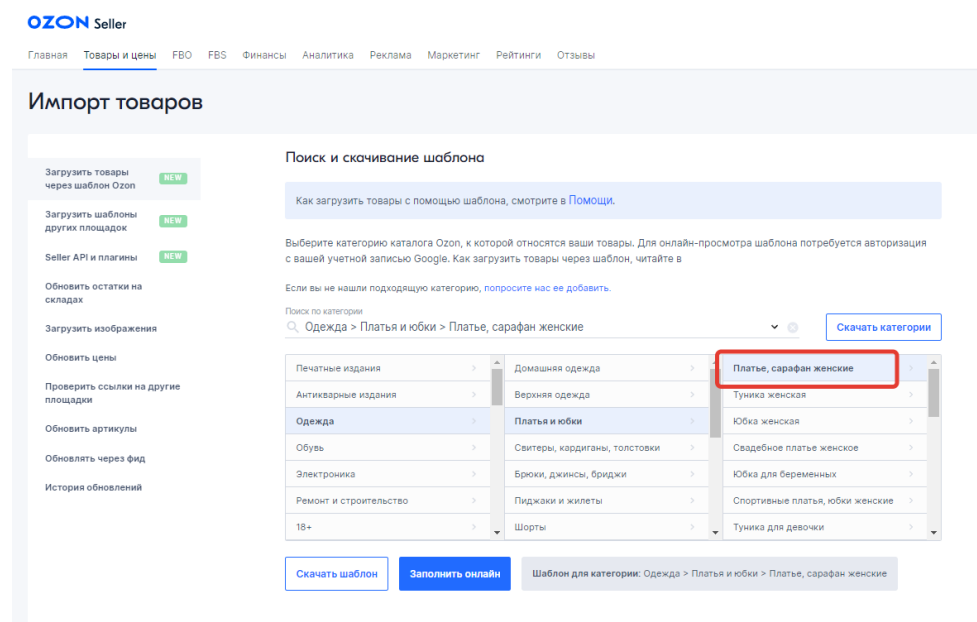 OZON Seller
Главная Товары и цены FBO FBS Финансы Аналитика Реклама Маркетинг Рейтинги Отзывы
Импорт товаров
Загрузить товары
через шаблон Ozon
NEW
Загрузить шаблоны
других площадок
NEW
Seller API и плагины NEW
Обновить остатки на
складах
Загрузить изображения
Обновить цены
Проверить ссылки на другие
площадки
Обновить артикулы
Обновлять через фид
История обновлений
Поиск и скачивание шаблона
Как загрузить товары с помощью шаблона, смотрите в Помощи.
Выберите категорию каталога Ozon, к которой относятся ваши товары. Для онлайн-просмотра шаблона потребуется авторизация
с вашей учетной записью Google. Как загрузить товары через шаблон, читайте в
Если вы не нашли подходящую категорию, попросите нас ее добавить.
Поиск по категории
Одежда > Платья и юбки > Платье, сарафан женские
Скачать категории
Печатные издания
Антикварные издания
Одежда
Обувь
Электроника
Ремонт и строительство
18+
Домашняя одежда
Верхняя одежда
Платья и юбки
Свитеры, кардиганы, толстовки
Брюки, джинсы, бриджи
Пиджаки и жилеты
Шорты
Платье, сарафан женские
Туника женская
Юбка женская
Свадебное платье женское
Юбка для беременных
Спортивные платья, юбки женские
Туника для девочки
Скачать шаблон
Заполнить онлайн
Шаблон для категории: Одежда > Платья и юбки > Платье, сарафан женские